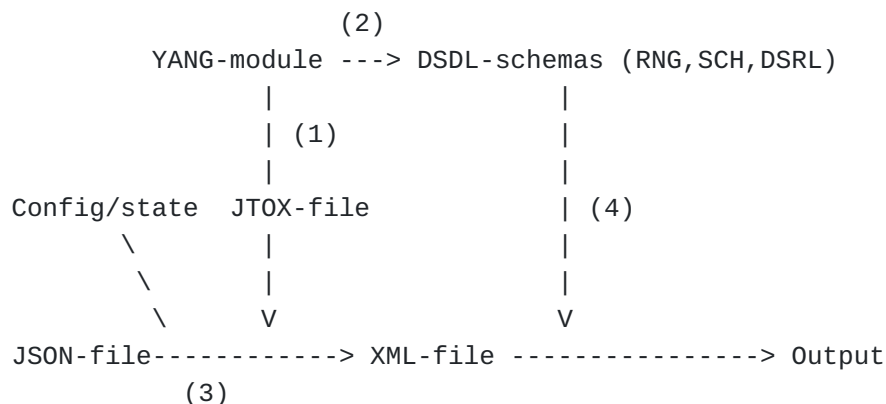 (2)
YANG-module ---> DSDL-schemas (RNG,SCH,DSRL)
| |
| (1) |
| |
Config/state JTOX-file | (4)
\ | |
\ | |
\ V V
JSON-file------------> XML-file ----------------> Output
(3)